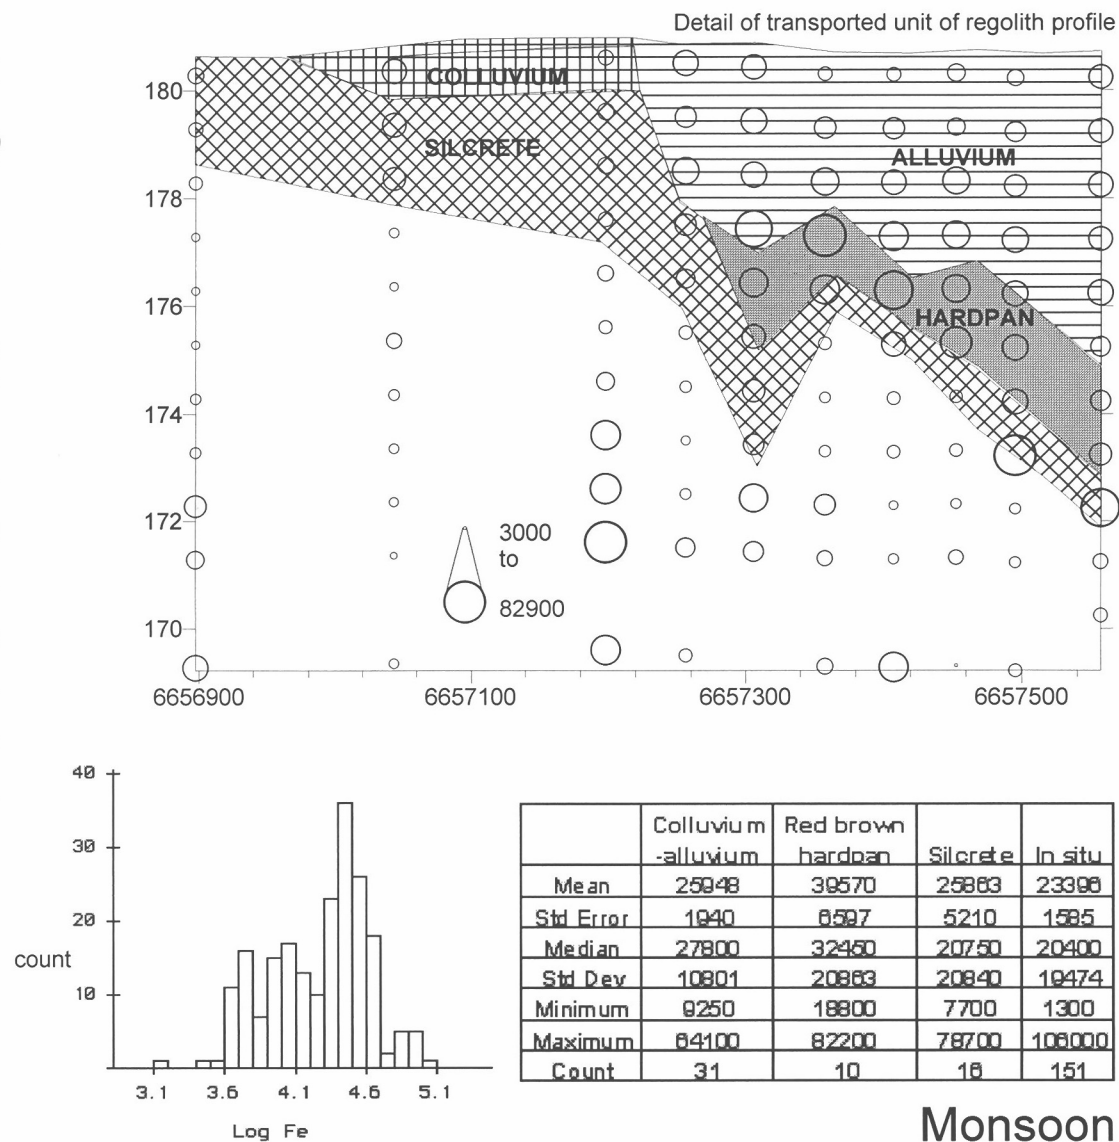 Detail of transported unit of regolith profile
180
178
176
174
172
170
COLLUVIUM
SILCRETE
ALLUVIUM
HARDPAN
3000
to
82900
6656900 6657100 6657300 6657500
40
30
20
10
count
3.1 3.6 4.1 4.6 5.1
Log Fe
Colluvium -alluvium Red brown hardpan Silcrete In situ
Mean 25948 39570 25863 23396
Std Error 1940 6597 5210 1585
Median 27800 32450 20750 20400
Std Dev 10801 20863 20840 19474
Minimum 9250 18800 7700 1300
Maximum 64100 82200 78700 106000
Count 31 10 16 151
Monsoon